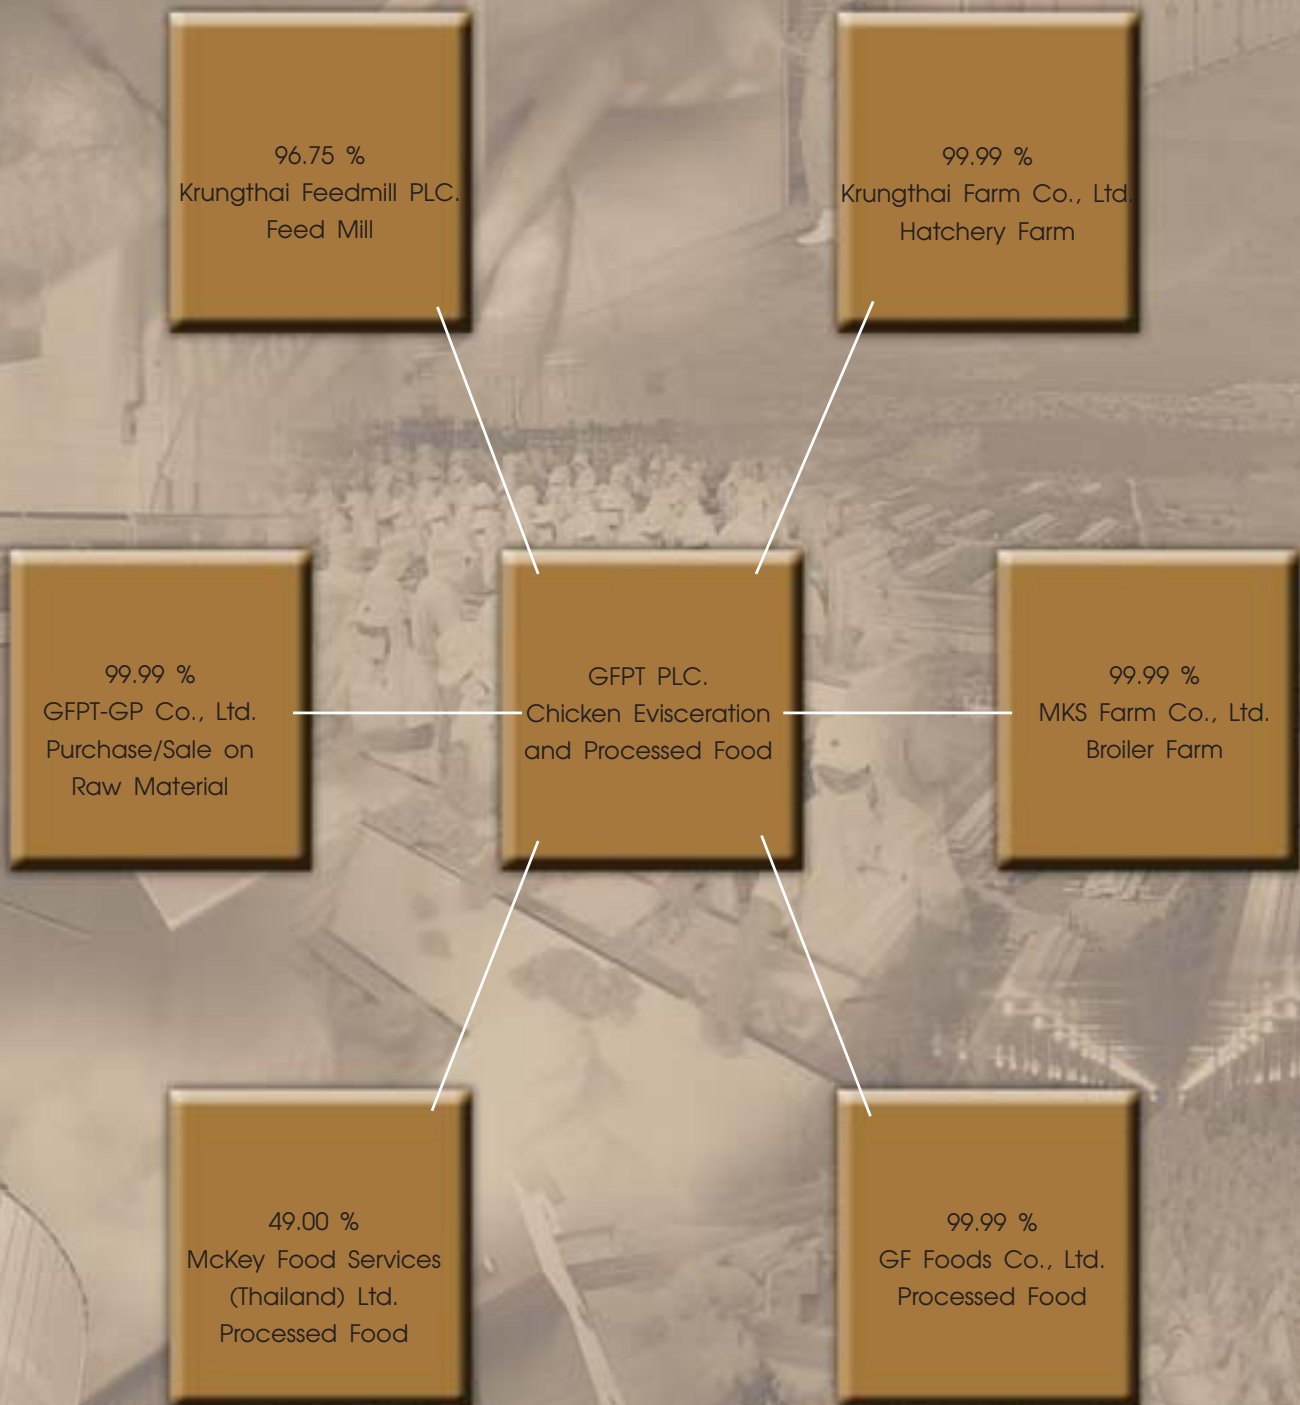 96.75 %
Krungthai Feedmill PLC.
Feed Mill
99.99 %
Krungthai Farm Co., Ltd.
Hatchery Farm
99.99 %
GFPT-GP Co., Ltd.
Purchase/Sale on
Raw Material
GFPT PLC.
Chicken Evisceration
and Processed Food
99.99 %
MKS Farm Co., Ltd.
Broiler Farm
49.00 %
McKey Food Services
(Thailand) Ltd.
Processed Food
99.99 %
GF Foods Co., Ltd.
Processed Food